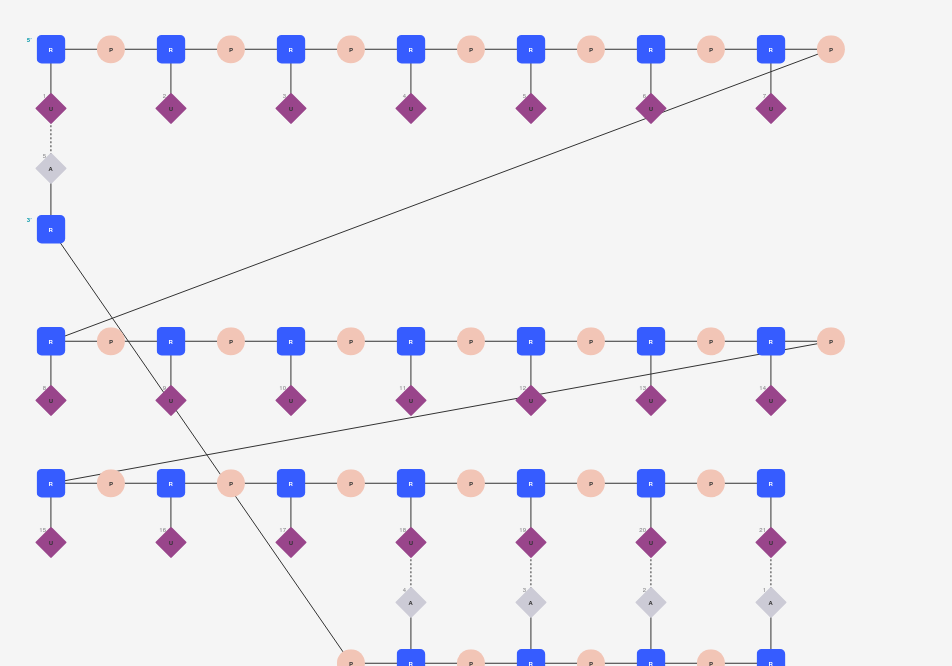 5' R P R P R P R P R P R P R P
1 2 3 4 5 6 7
U U U U U U U
5
A
3' R
R P R P R P R P R P R P R P
8 9 10 11 12 13 14
U U U U U U U
R P R P R P R P R P R P R
15 16 17 18 19 20 21
U U U U U U U
4 3 2 1
A A A A
P R P R P R P R